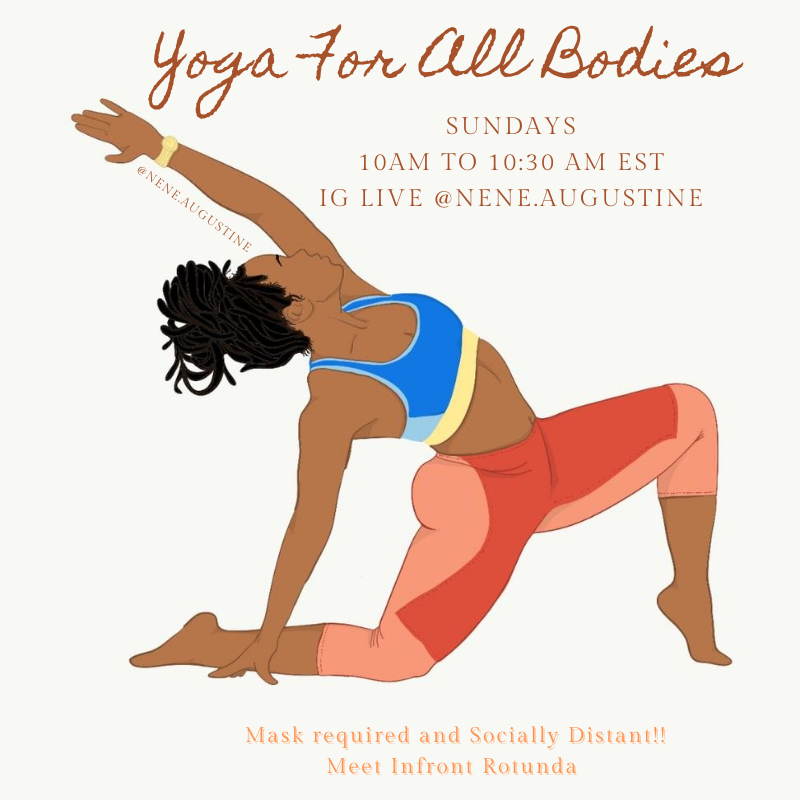 Yoga For All Bodies
SUNDAYS
10AM TO 10:30 AM EST
IG LIVE @NENE.AUGUSTINE
@NENE.AUGUSTINE
Mask required and Socially Distant!!
Meet Infront Rotunda